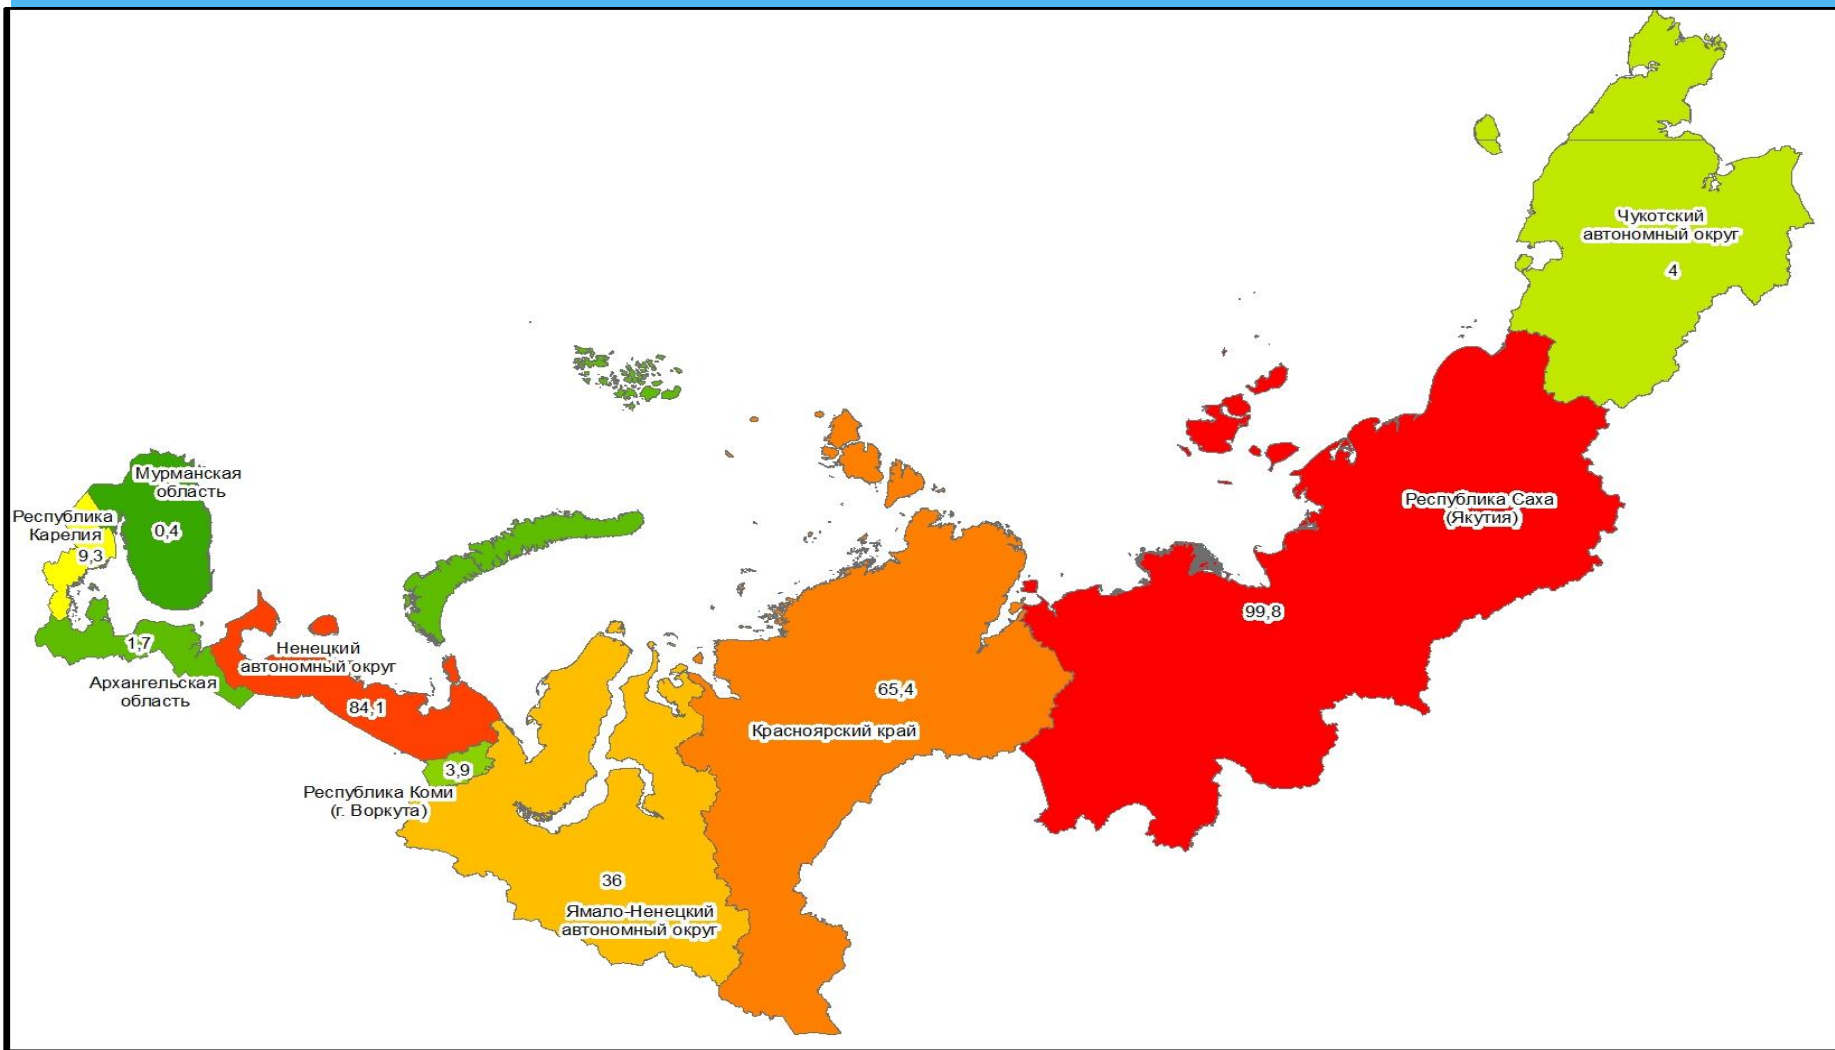 Чукотский
автономный округ
4
Мурманская
область
0,4
Республика
Карелия
9,3
Республика Саха
(Якутия)
99,8
1,7
Архангельская
область
Ненецкий
автономный округ
84,1
65,4
Красноярский край
3,9
Республика Коми
(г. Воркута)
36
Ямало-Ненецкий
автономный округ